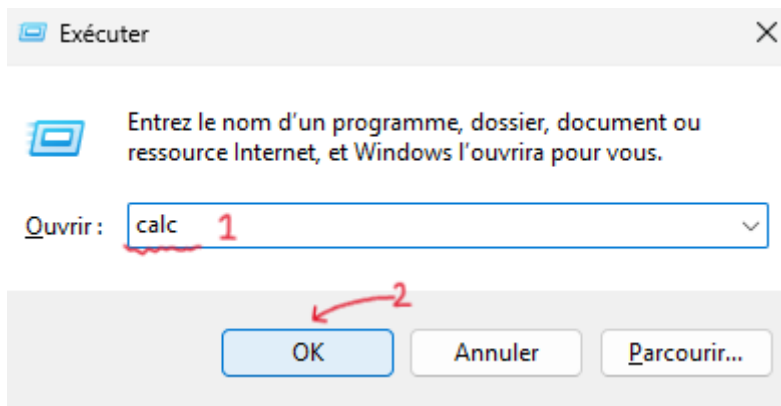 Exécuter
Entrez le nom d'un programme, dossier, document ou
ressource Internet, et Windows l'ouvrira pour vous.
Ouvrir : calc 1
2
OK Annuler Parcourir...